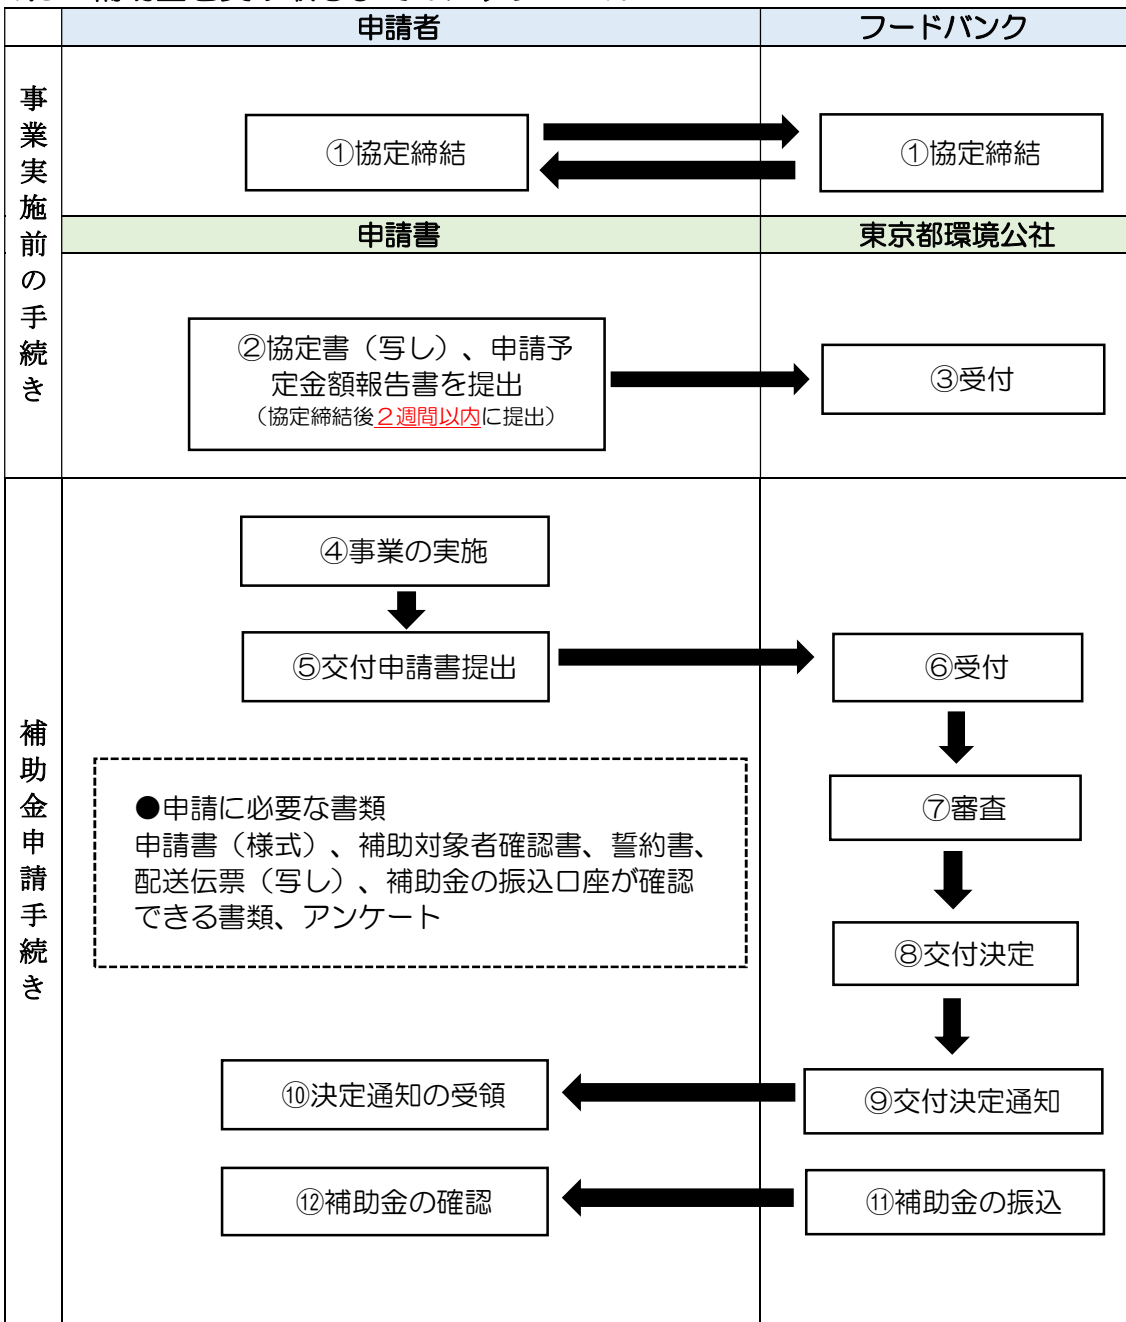 申請者
フードバンク
事業実施前の手続き
①協定締結
①協定締結
申請書
東京都環境公社
②協定書（写し）、申請予
定金額報告書を提出
（協定締結後２週間以内に提出）
③受付
補助金申請手続き
④事業の実施
⑤交付申請書提出
⑥受付
⑦審査
●申請に必要な書類
申請書（様式）、補助対象者確認書、誓約書、
配送伝票（写し）、補助金の振込口座が確認
できる書類、アンケート
⑧交付決定
⑩決定通知の受領
⑨交付決定通知
⑫補助金の確認
⑪補助金の振込